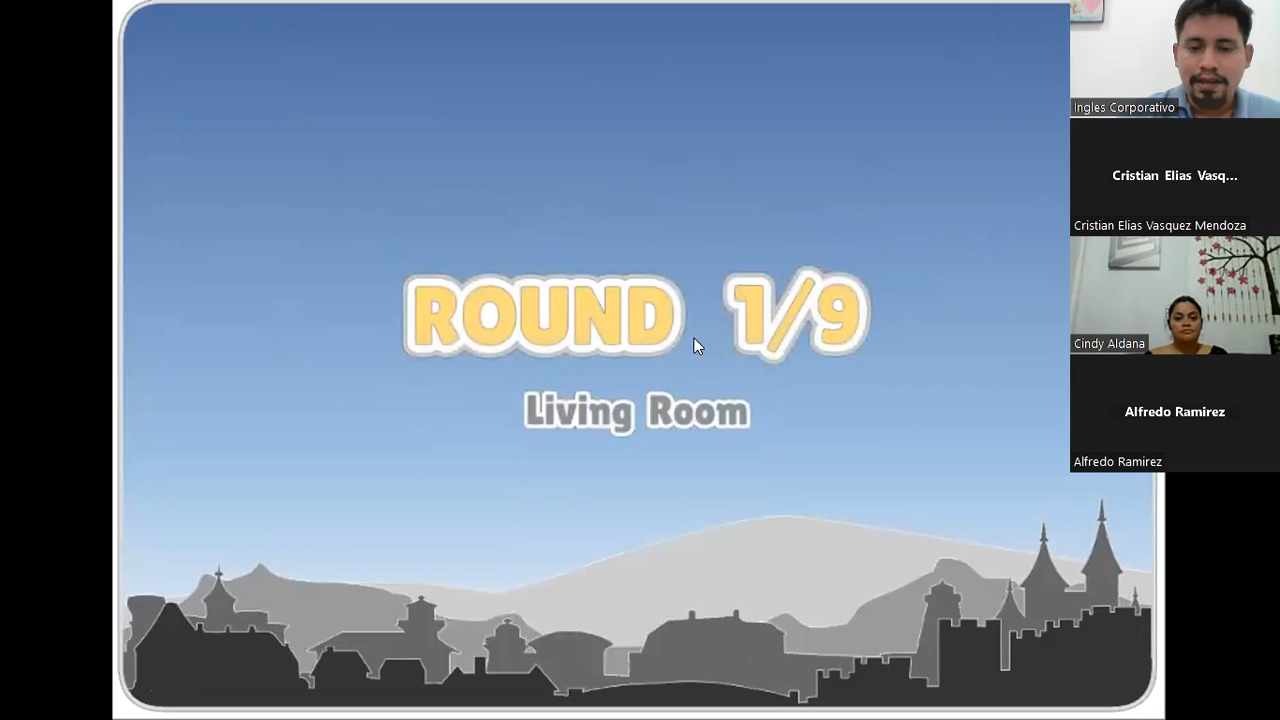 ROUND 1/9
Living Room
Ingles Corporativo
Cristian Elias Vasq...
Cristian Elias Vasquez Mendoza
Cindy Aldana
Alfredo Ramirez
Alfredo Ramirez